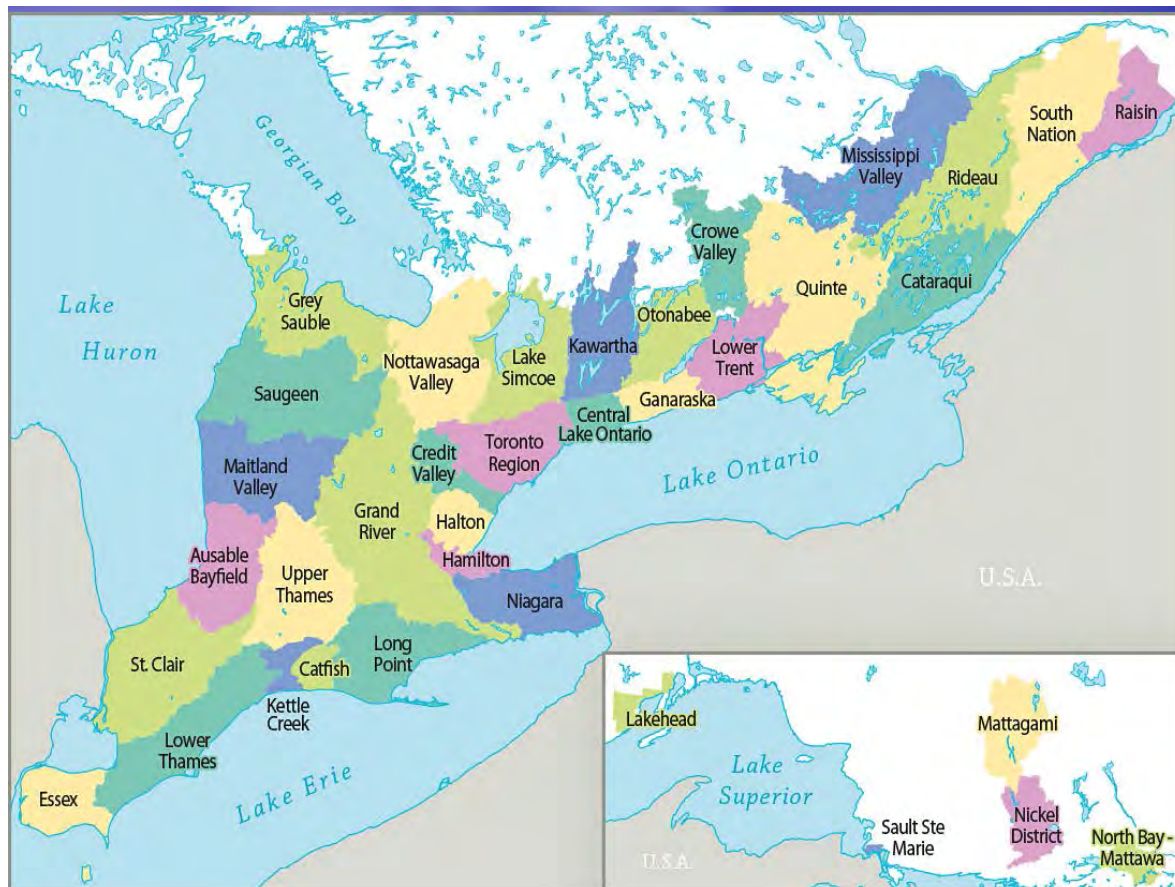 Georgian Bay
Lake
Huron
Grey
Sauble
Saugeen
Maitland
Valley
Ausable
Bayfield
St. Clair
Essex
Lower
Thames
Upper
Thames
Kettle
Creek
Catfish
Long
Point
Grand
River
Nottawasaga
Valley
Lake
Simcoe
Credit
Valley
Toronto
Region
Halton
Hamilton
Niagara
Kawartha
Central
Lake Ontario
Otonabee
Ganaraska
Crowe
Valley
Lower
Trent
Quinte
Mississippi
Valley
Rideau
Cataraqui
South
Nation
Raisin
Lake Ontario
Lake Erie
U.S.A.
Lakehead
Lake
Superior
U.S.A.
Sault Ste
Marie
Mattagami
Nickel
District
North Bay -
Mattawa